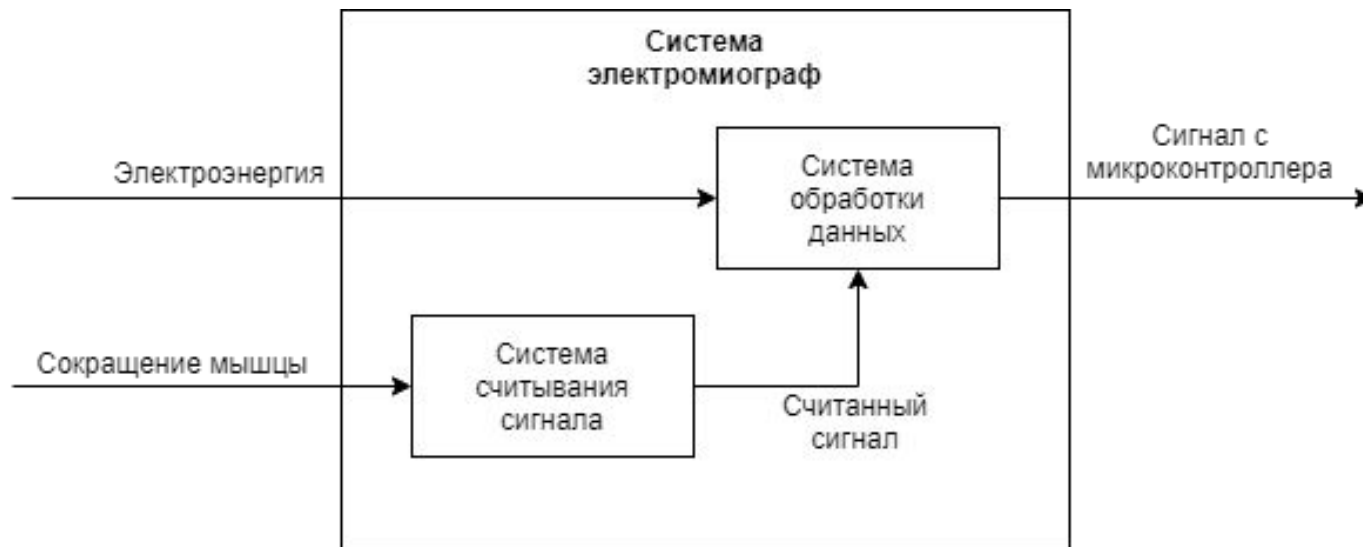 Система
электромиограф
Электроэнергия
Система
обработки
данных
Сигнал с
микроконтроллера
Сокращение мышцы
Система
считывания
сигнала
Считанный
сигнал